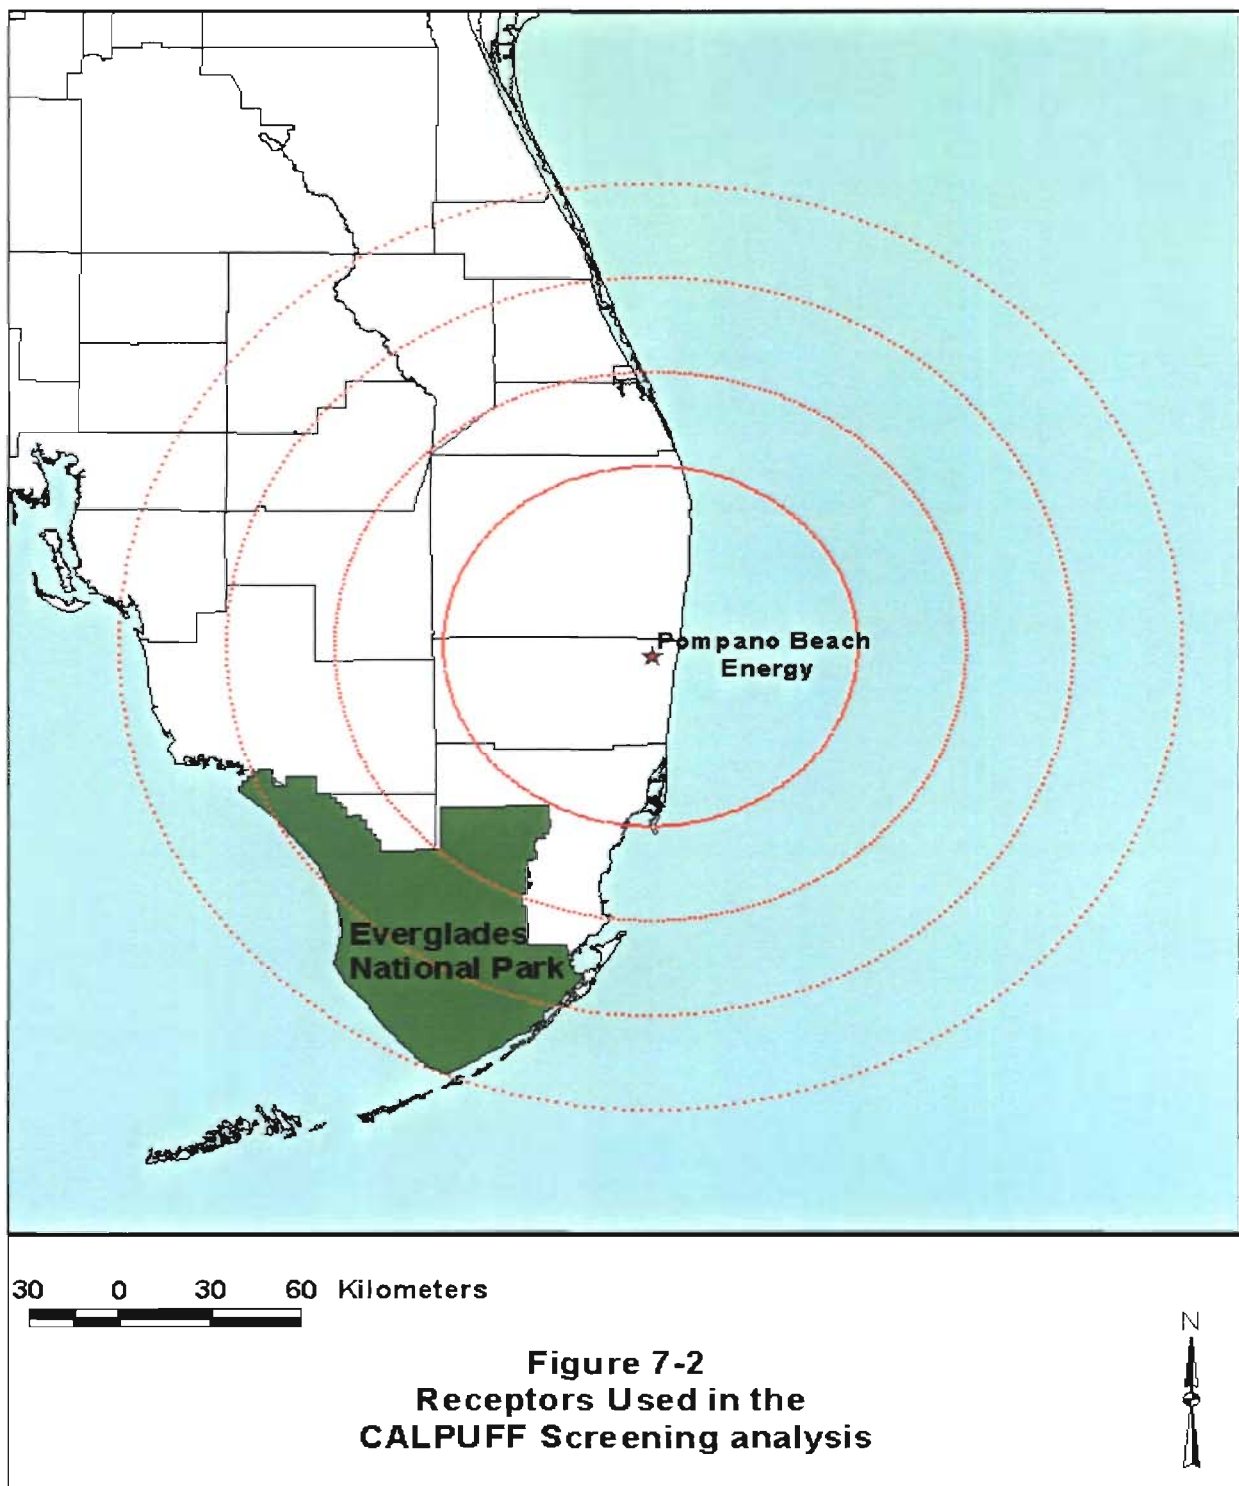 Pompano Beach
Energy
Everglades
National Park
30 0 30 60 Kilometers
N
Figure 7-2
Receptors Used in the
CALPUFF Screening analysis